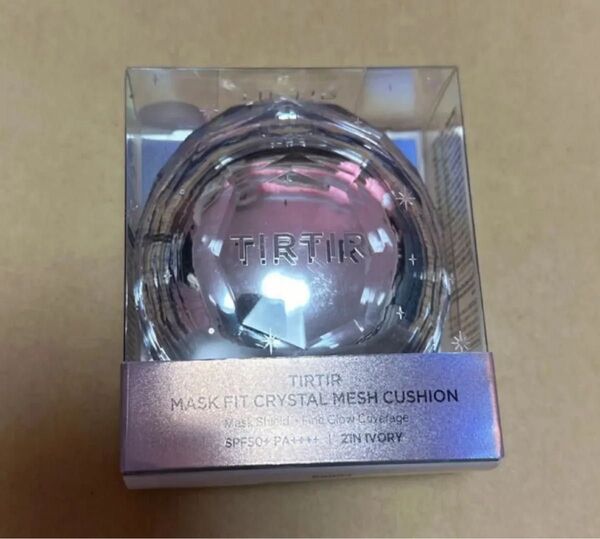 TIRTIR
TIRTIR
MASK FIT CRYSTAL MESH CUSHION
Mask Shield + Fine Glow Coverage
SPF50+ PA++++ | 21N IVORY